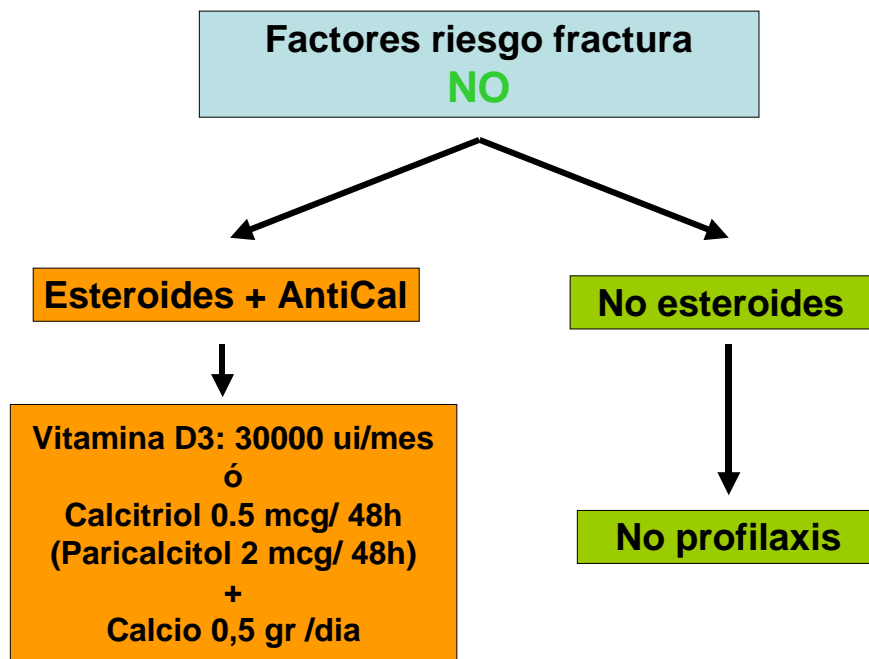 Factores riesgo fractura
NO
Esteroides + AntiCal
No esteroides
Vitamina D3: 30000 ui/mes
ó
Calcitriol 0.5 mcg/ 48h
(Paricalcitol 2 mcg/ 48h)
+
Calcio 0,5 gr /dia
No profilaxis